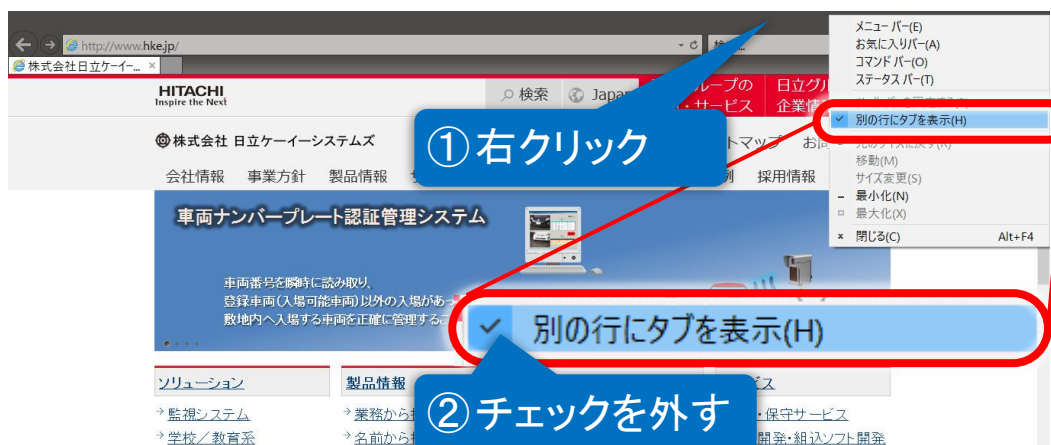 http://www.hke.jp/
株式会社日立ケーイー...
HITACHI
Inspire the Next
検索
Japan
ループの
・サービス
日立グル
企業情
株式会社 日立ケーイーシステムズ
トマップ
お問
会社情報
事業方針
製品情報
例
採用情報
メニュー バー(E)
お気に入りバー(A)
コマンド バー(O)
ステータス バー(T)
別の行にタブを表示(H)
移動(M)
サイズ変更(S)
最小化(N)
最大化(X)
閉じる(C) Alt+F4
①右クリック
車両ナンバープレート認証管理システム
車両番号を瞬時に読み取り、
登録車両(入場可能車両)以外の入場があっ
敷地内へ入場する車両を正確に管理するこ
別の行にタブを表示(H)
②チェックを外す
ソリューション
製品情報
ビス
監視システム
業務から
・保守サービス
学校/教育系
名前から
開発・組込ソフト開発